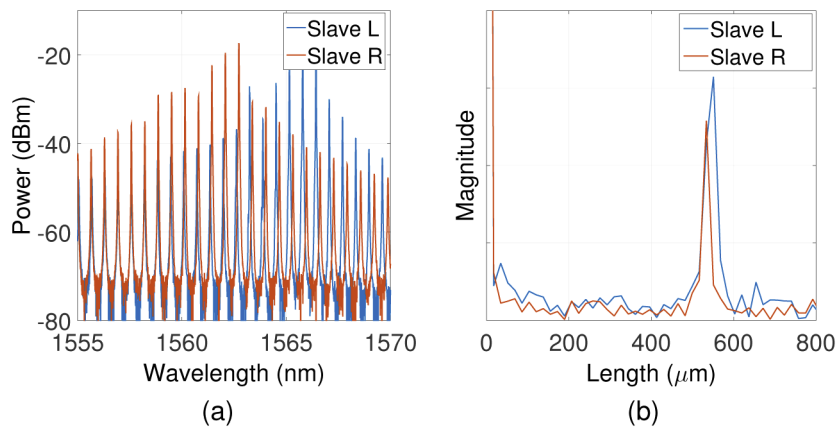 Slave L
Slave R
-20
-40
-60
-80
Power (dBm)
1555
1560
1565
1570
Wavelength (nm)
(a)
Slave L
Slave R
Magnitude
0
200
400
600
800
Length (μm)
(b)